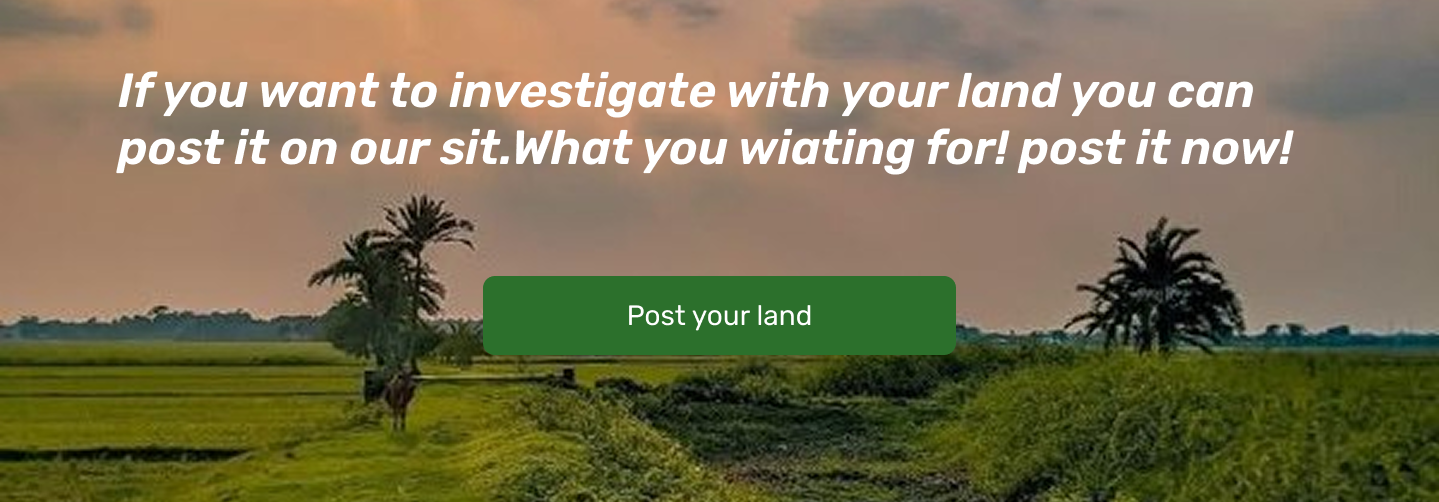 If you want to investigate with your land you can
post it on our sit.What you wiating for! post it now!
Post your land